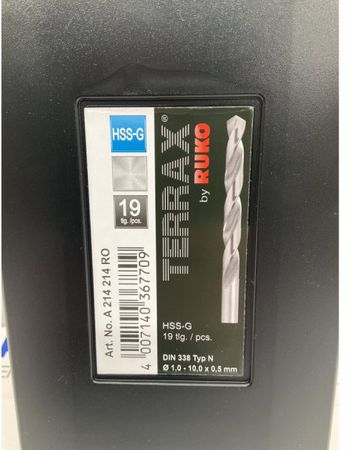 HSS-G
19
tlg. /pcs.
Art. No. A 214 214 RO
4 007140 367709
TERRAX®
by RUKO
HSS-G
19 tlg. / pcs.
DIN 338 Typ N
Ø 1,0 - 10,0 x 0,5 mm